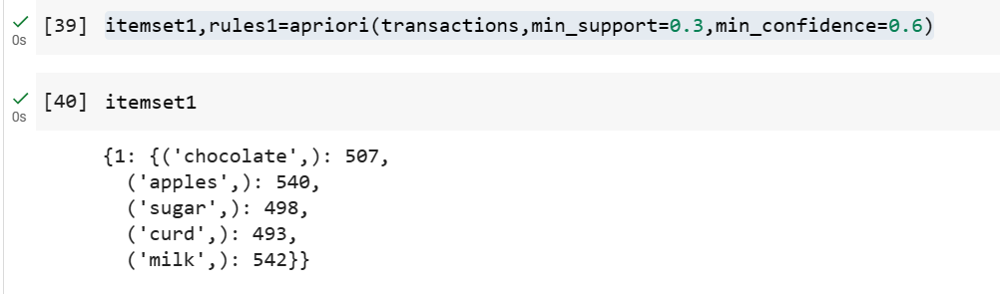 [39] itemset1,rules1=apriori(transactions,min_support=0.3,min_confidence=0.6)
0s
[40] itemset1
0s
{1: {('chocolate',): 507,
('apples',): 540,
('sugar',): 498,
('curd',): 493,
('milk',): 542}}